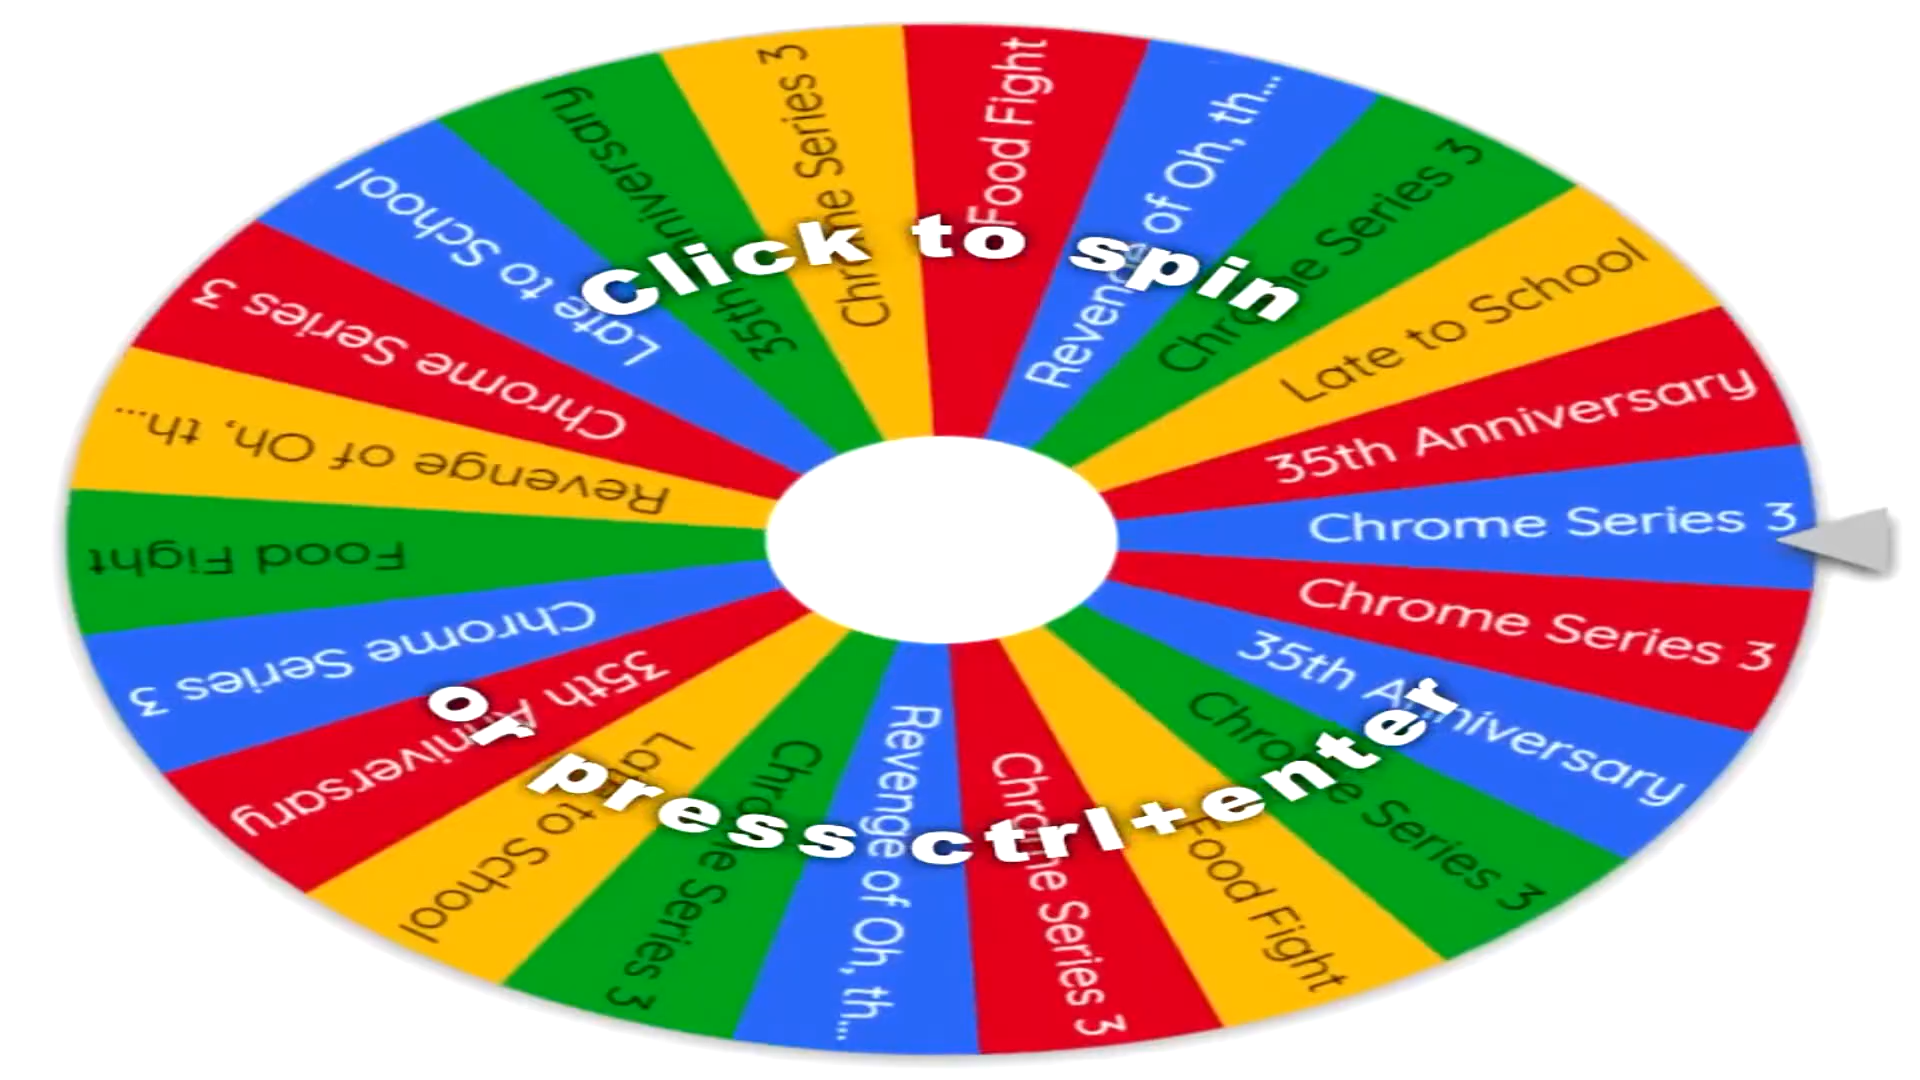 Click to spin
or press ctrl+enter
Food Fight
Revenge of Oh, th...
Chrome Series 3
Late to School
35th Anniversary
Chrome Series 3
Chrome Series 3
35th Anniversary
Chrome Series 3
Food Fight
Chrome Series 3
Revenge of Oh, th...
Chrome Series 3
Late to School
35th Anniversary
Chrome Series 3
Food Fight
Revenge of Oh, th...
Chrome Series 3
Late to School
35th Anniversary
Chrome Series 3